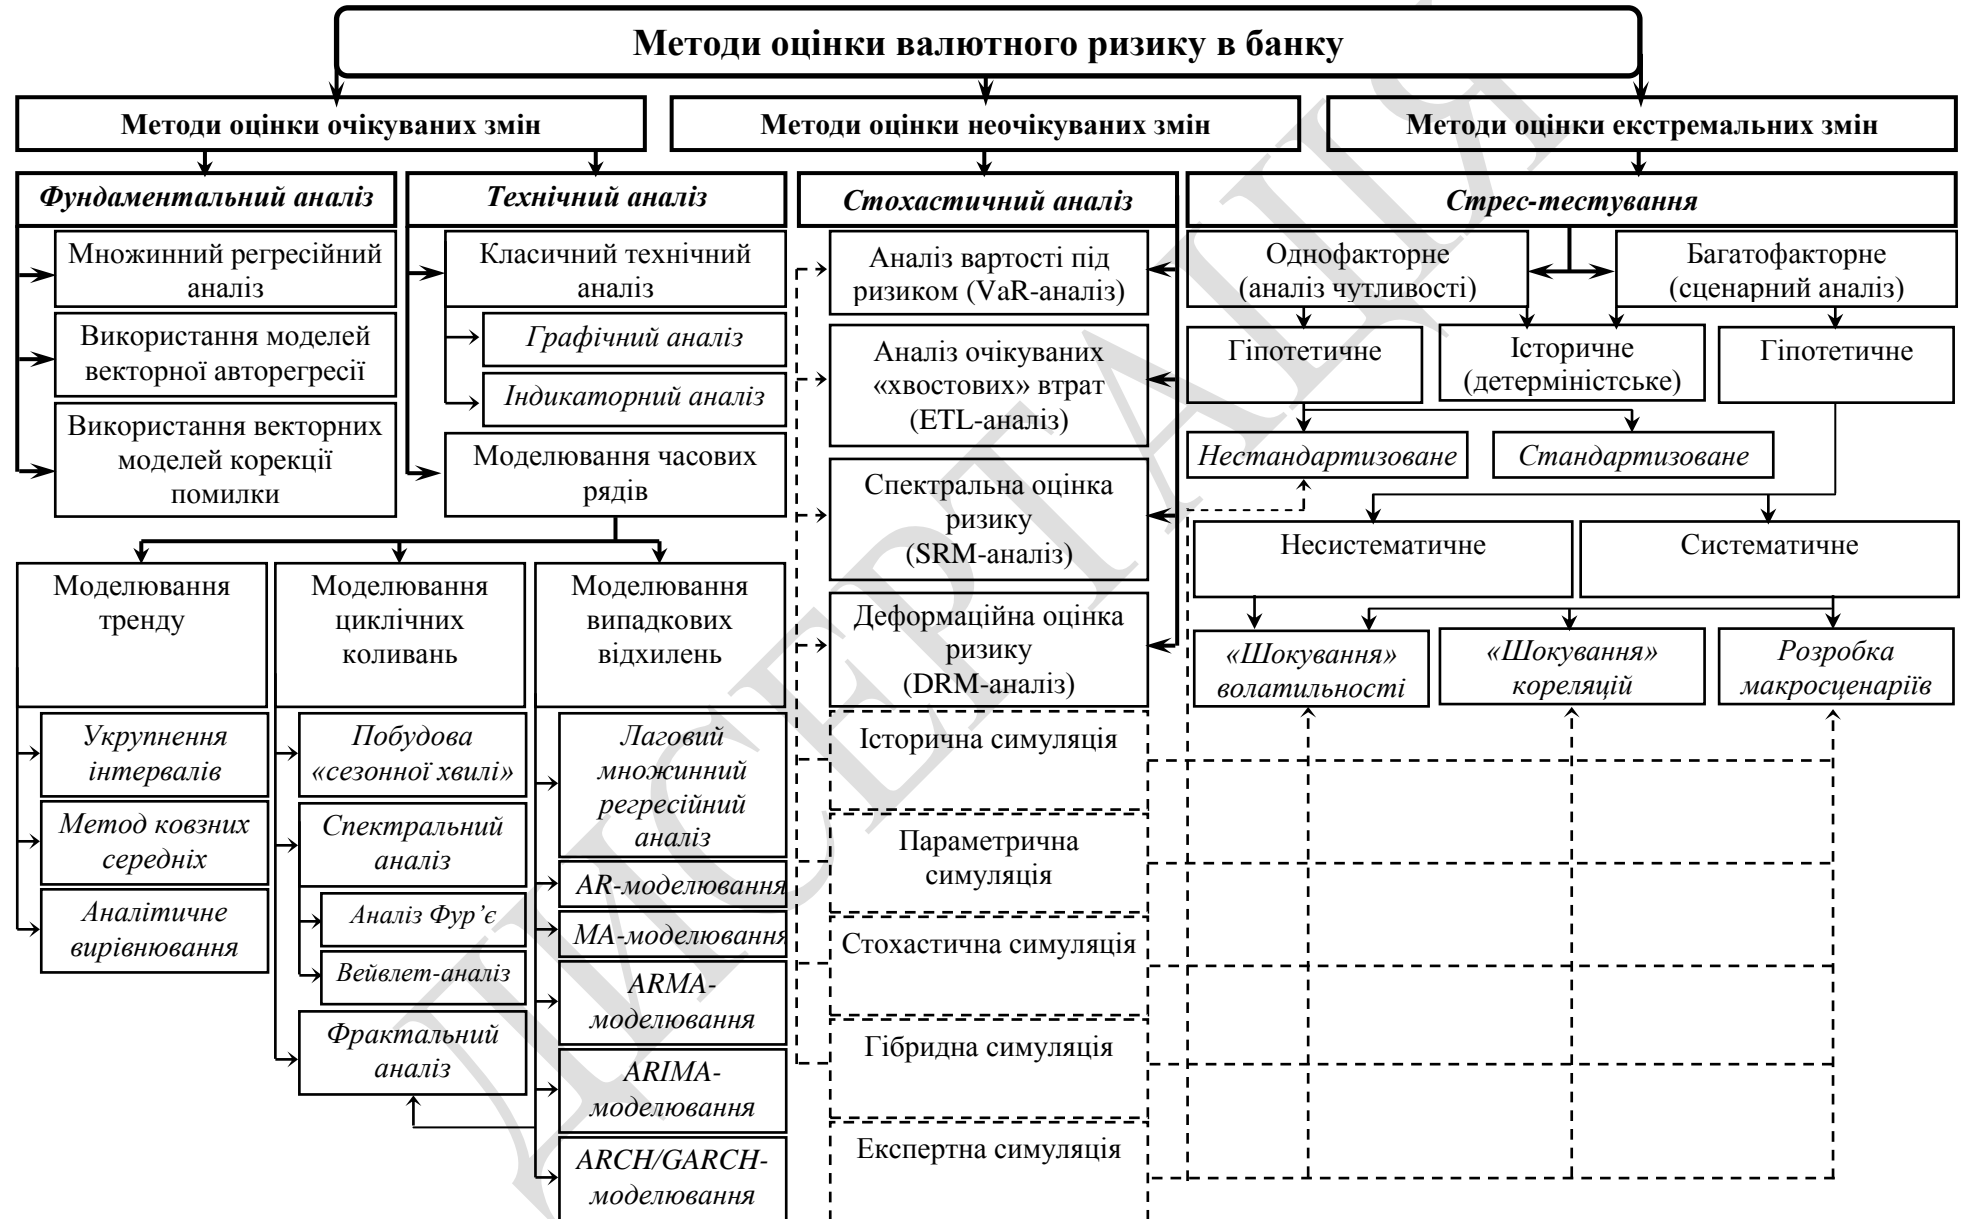 Методи оцінки валютного ризику в банку
Методи оцінки очікуваних змін
Методи оцінки неочікуваних змін
Методи оцінки екстремальних змін
Фундаментальний аналіз
Технічний аналіз
Стохастичний аналіз
Стрес-тестування
Множинний регресійний
аналіз
Використання моделей
векторної авторегресії
Використання векторних
моделей корекції
помилки
Класичний технічний
аналіз
Графічний аналіз
Індикаторний аналіз
Моделювання часових
рядів
Моделювання
тренду
Укрупнення
інтервалів
Метод ковзних
середніх
Аналітичне
вирівнювання
Моделювання
циклічних
коливань
Побудова
«сезонної хвилі»
Спектральний
аналіз
Аналіз Фур’є
Вейвлет-аналіз
Фрактальний
аналіз
Моделювання
випадкових
відхилень
Лаговий
множинний
регресійний
аналіз
AR-моделювання
MA-моделювання
ARMA-
моделювання
ARIMA-
моделювання
ARCH/GARCH-
моделювання
Аналіз вартості під
ризиком (VaR-аналіз)
Аналіз очікуваних
«хвостових» втрат
(ETL-аналіз)
Спектральна оцінка
ризику
(SRM-аналіз)
Деформаційна оцінка
ризику
(DRM-аналіз)
Історична симуляція
Параметрична
симуляція
Стохастична симуляція
Гібридна симуляція
Експертна симуляція
Однофакторне
(аналіз чутливості)
Багатофакторне
(сценарний аналіз)
Гіпотетичне
Історичне
(детерміністське)
Гіпотетичне
Нестандартизоване
Стандартизоване
Несистематичне
Систематичне
«Шокування»
волатильності
«Шокування»
кореляцій
Розробка
макросценаріїв
ДИСЕРТАЦІЯ